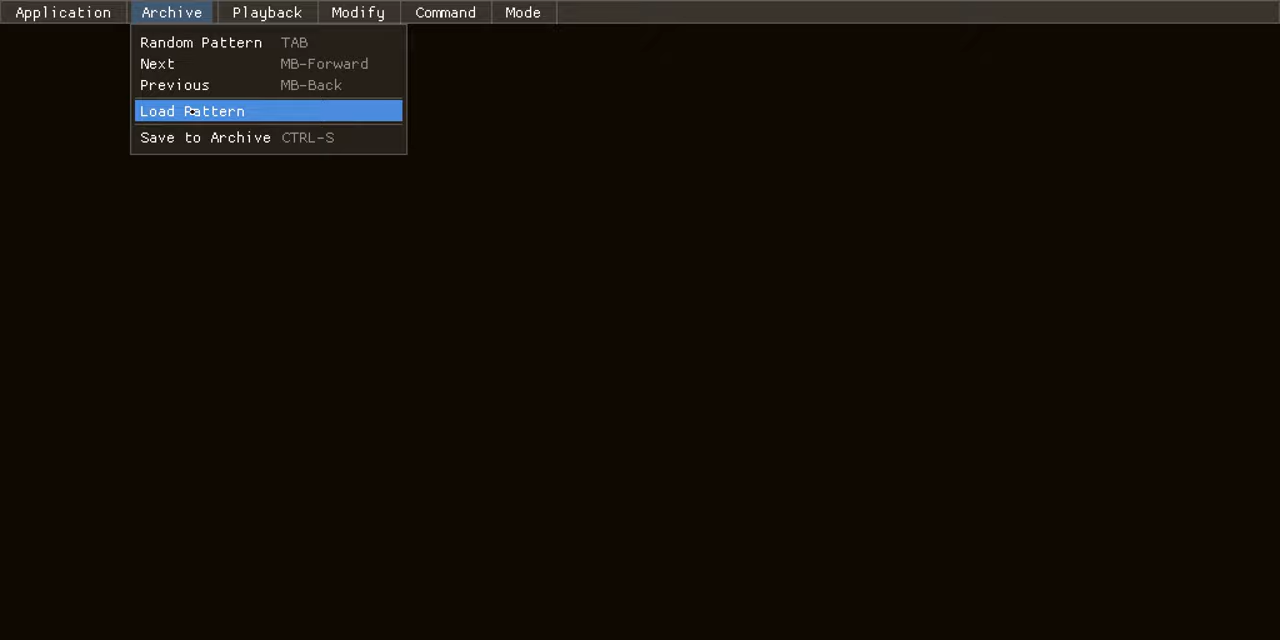 Application Archive Playback Modify Command Mode
Random Pattern TAB
Next MB-Forward
Previous MB-Back
Load Pattern
Save to Archive CTRL-S